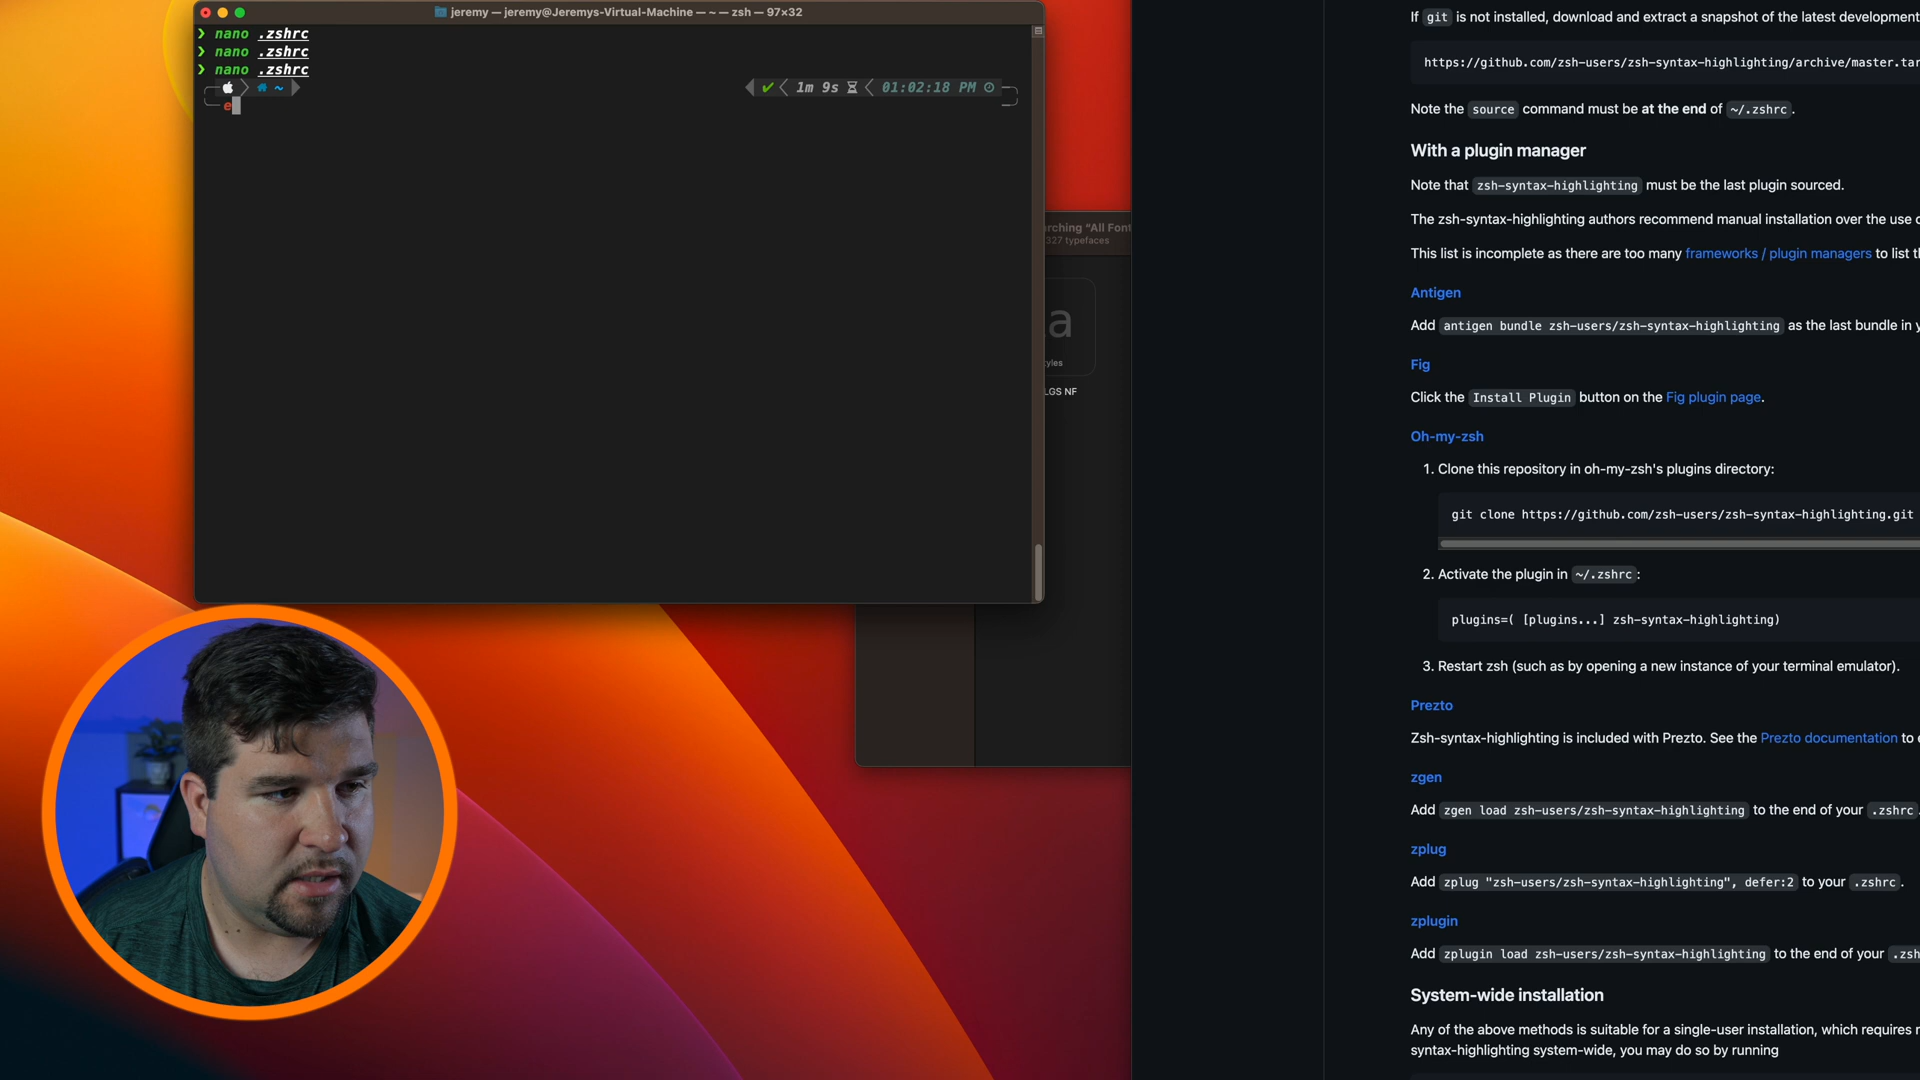 jeremy — jeremy@Jeremys-Virtual-Machine — ~ — zsh — 97×32
❯ nano .zshrc
❯ nano .zshrc
❯ nano .zshrc
~ ✔ 1m 9s 01:02:18 PM
e
327 typefaces
LGS NF
If git is not installed, download and extract a snapshot of the latest development
https://github.com/zsh-users/zsh-syntax-highlighting/archive/master.tar
Note the source command must be at the end of ~/.zshrc.
With a plugin manager
Note that zsh-syntax-highlighting must be the last plugin sourced.
The zsh-syntax-highlighting authors recommend manual installation over the use
This list is incomplete as there are too many frameworks / plugin managers to list
Antigen
Add antigen bundle zsh-users/zsh-syntax-highlighting as the last bundle in
Fig
Click the Install Plugin button on the Fig plugin page.
Oh-my-zsh
1. Clone this repository in oh-my-zsh's plugins directory:
git clone https://github.com/zsh-users/zsh-syntax-highlighting.git
2. Activate the plugin in ~/.zshrc:
plugins=( [plugins...] zsh-syntax-highlighting)
3. Restart zsh (such as by opening a new instance of your terminal emulator).
Prezto
Zsh-syntax-highlighting is included with Prezto. See the Prezto documentation to
zgen
Add zgen load zsh-users/zsh-syntax-highlighting to the end of your .zshrc.
zplug
Add zplug "zsh-users/zsh-syntax-highlighting", defer:2 to your .zshrc.
zplugin
Add zplugin load zsh-users/zsh-syntax-highlighting to the end of your .zsh
System-wide installation
Any of the above methods is suitable for a single-user installation, which requires
syntax-highlighting system-wide, you may do so by running